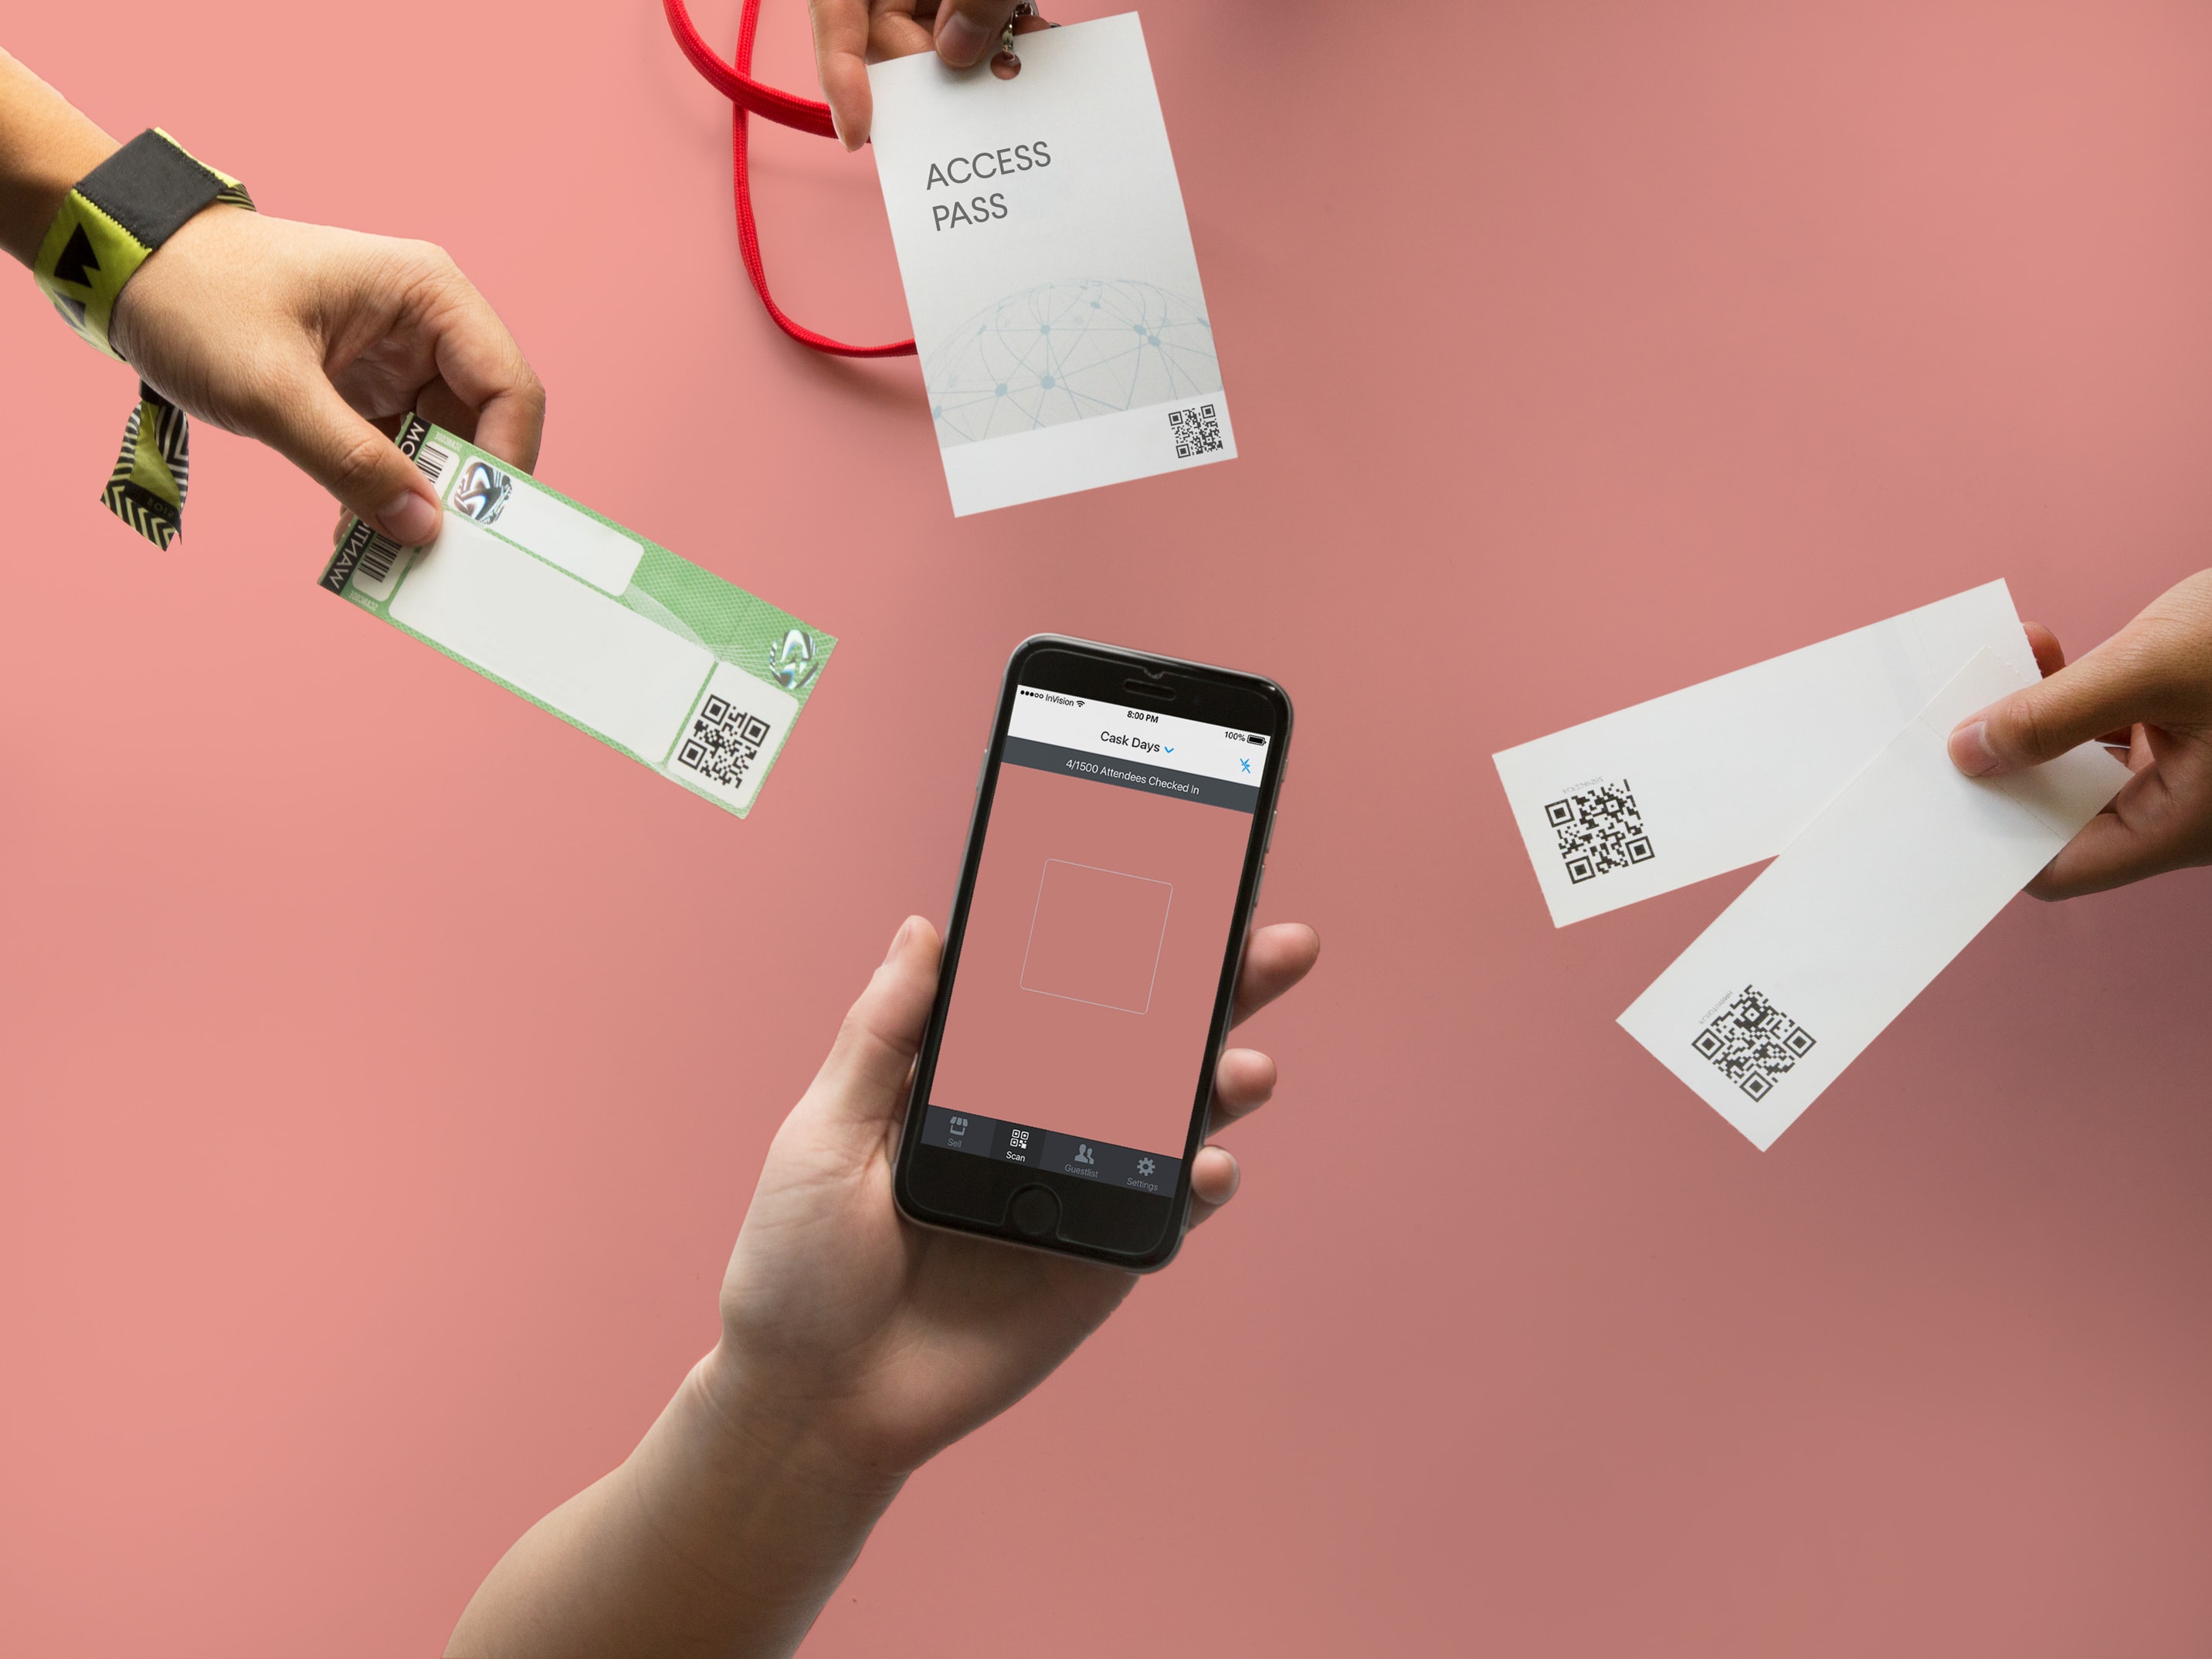 ACCESS
PASS
InVision
8:00 PM
100%
Cask Days
4/1500 Attendees Checked In
Sell
Scan
Guestlist
Settings